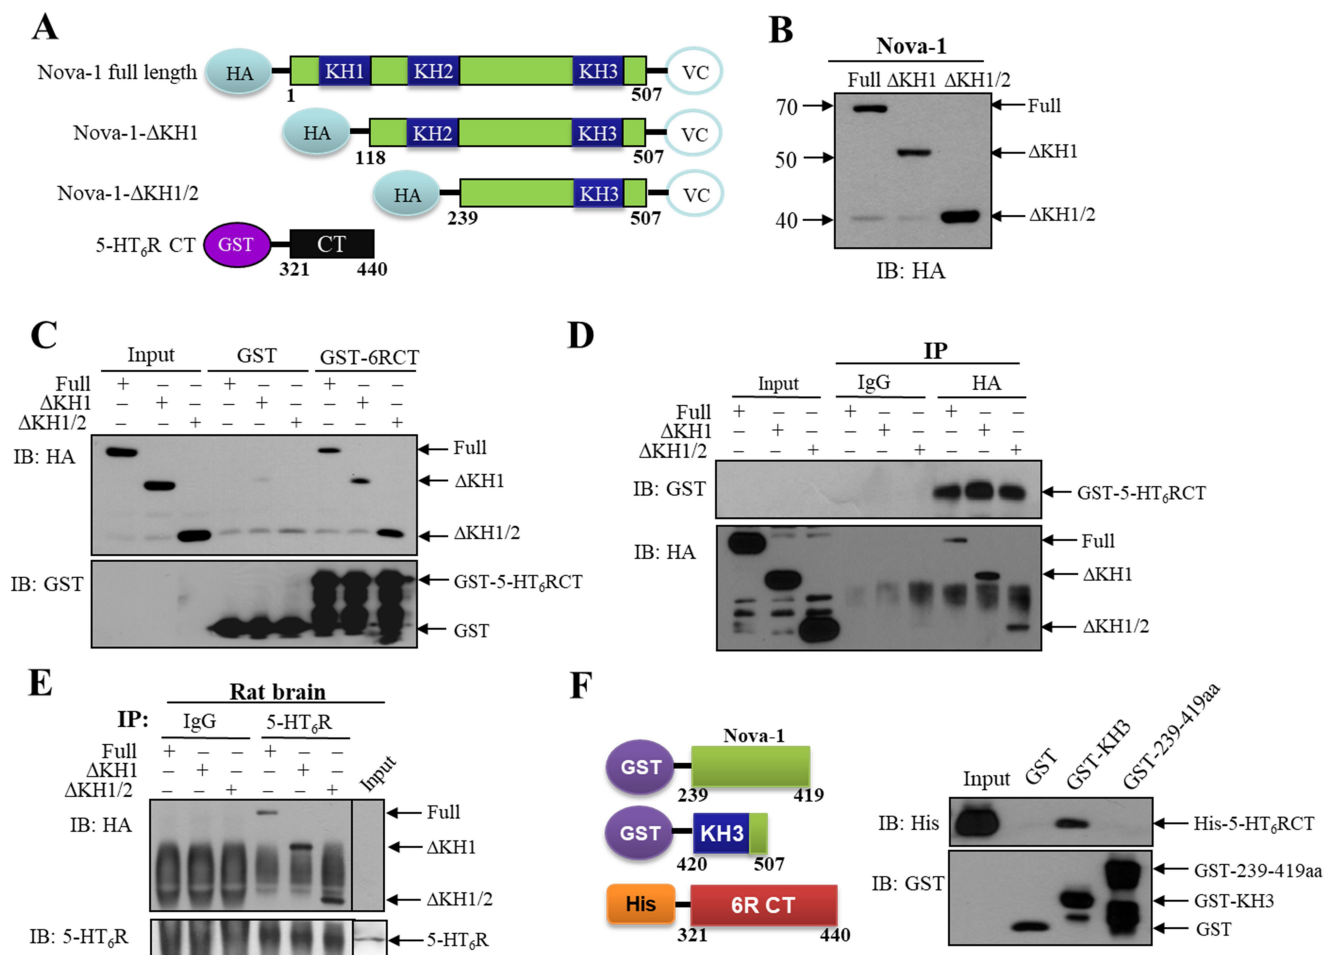 A
Nova-1 full length HA KH1 KH2 KH3 VC
1 507
Nova-1-ΔKH1 HA KH2 KH3 VC
118 507
Nova-1-ΔKH1/2 HA KH3 VC
239 507
5-HT₆R CT GST CT
321 440
B
Nova-1
Full ΔKH1 ΔKH1/2
70 Full
50 ΔKH1
40 ΔKH1/2
IB: HA
C
Input GST GST-6RCT
Full + – – + – – + – –
ΔKH1 – + – – + – – + –
ΔKH1/2 – – + – – + – – +
IB: HA Full
ΔKH1
ΔKH1/2
IB: GST GST-5-HT₆RCT
GST
D
IP
Input IgG HA
Full + – – + – – + – –
ΔKH1 – + – – + – – + –
ΔKH1/2 – – + – – + – – +
IB: GST GST-5-HT₆RCT
IB: HA Full
ΔKH1
ΔKH1/2
E
Rat brain
IP: IgG 5-HT₆R
Full + – – + – –
ΔKH1 – + – – + – Input
ΔKH1/2 – – + – – +
IB: HA Full
ΔKH1
ΔKH1/2
IB: 5-HT₆R 5-HT₆R
F
Nova-1
GST
239 419
GST KH3
420 507
His 6R CT
321 440
Input GST GST-KH3 GST-239-419aa
IB: His His-5-HT₆RCT
IB: GST GST-239-419aa
GST-KH3
GST